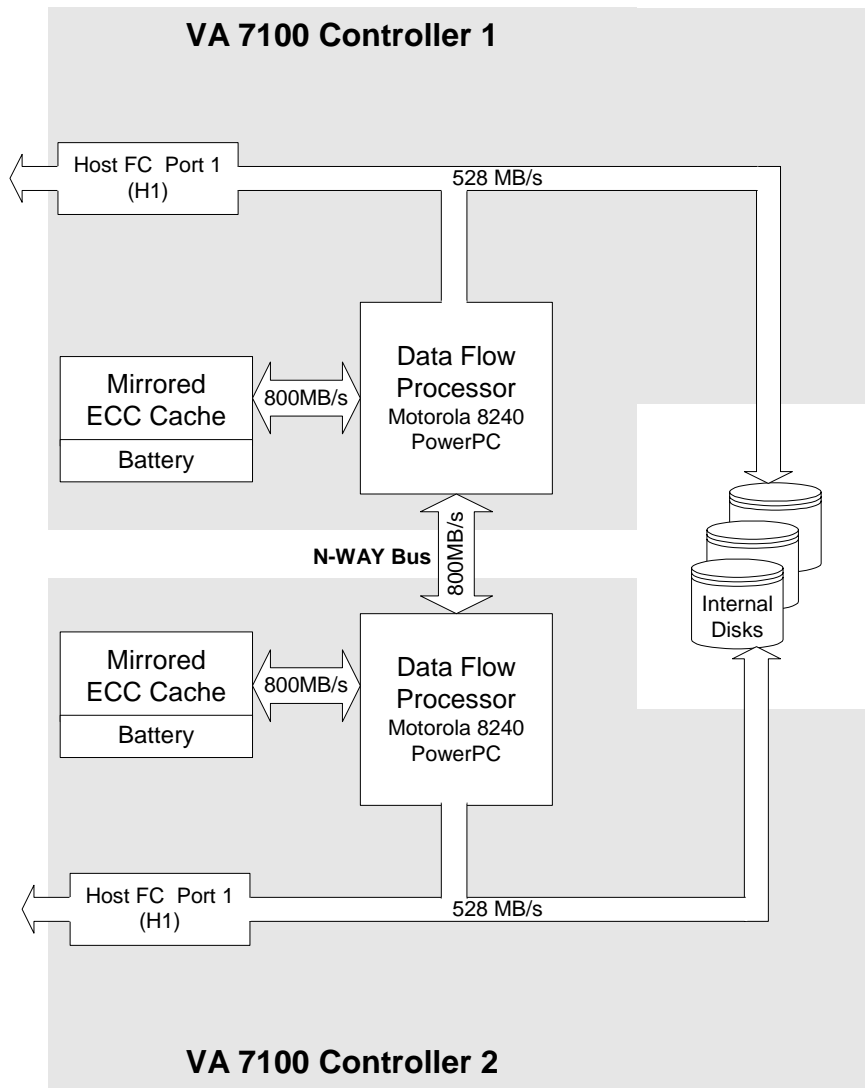 VA 7100 Controller 1
Host FC Port 1
(H1)
528 MB/s
Mirrored
ECC Cache
Battery
800MB/s
Data Flow
Processor
Motorola 8240
PowerPC
N-WAY Bus
800MB/s
Internal
Disks
Mirrored
ECC Cache
Battery
800MB/s
Data Flow
Processor
Motorola 8240
PowerPC
Host FC Port 1
(H1)
528 MB/s
VA 7100 Controller 2